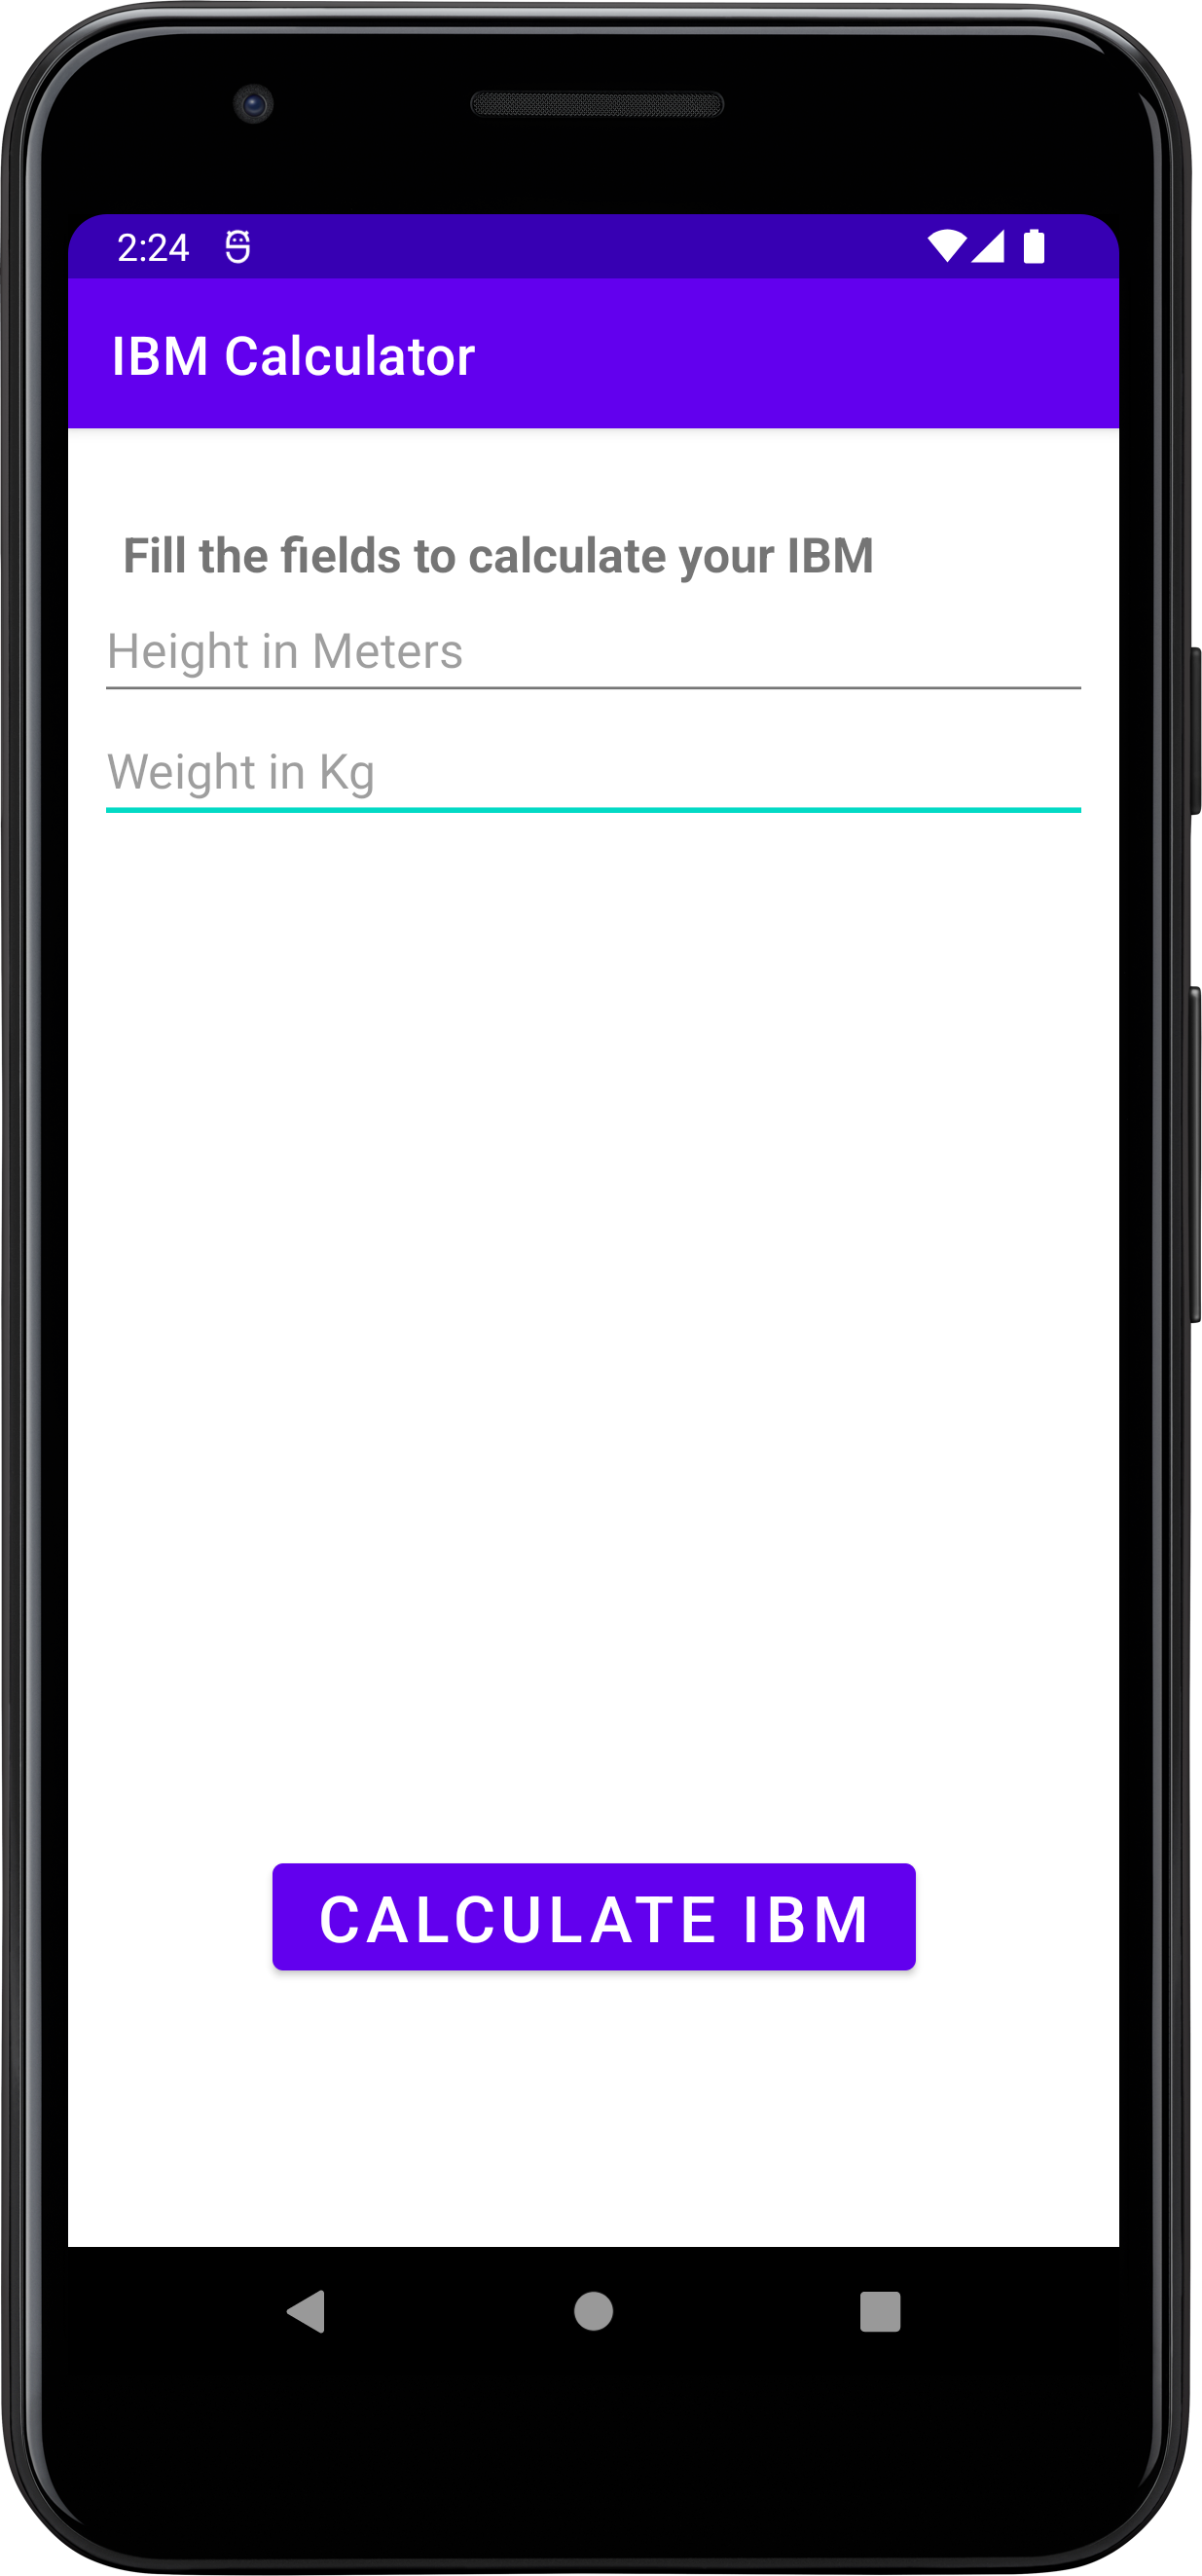 2:24
IBM Calculator
Fill the fields to calculate your IBM
Height in Meters
Weight in Kg
CALCULATE IBM